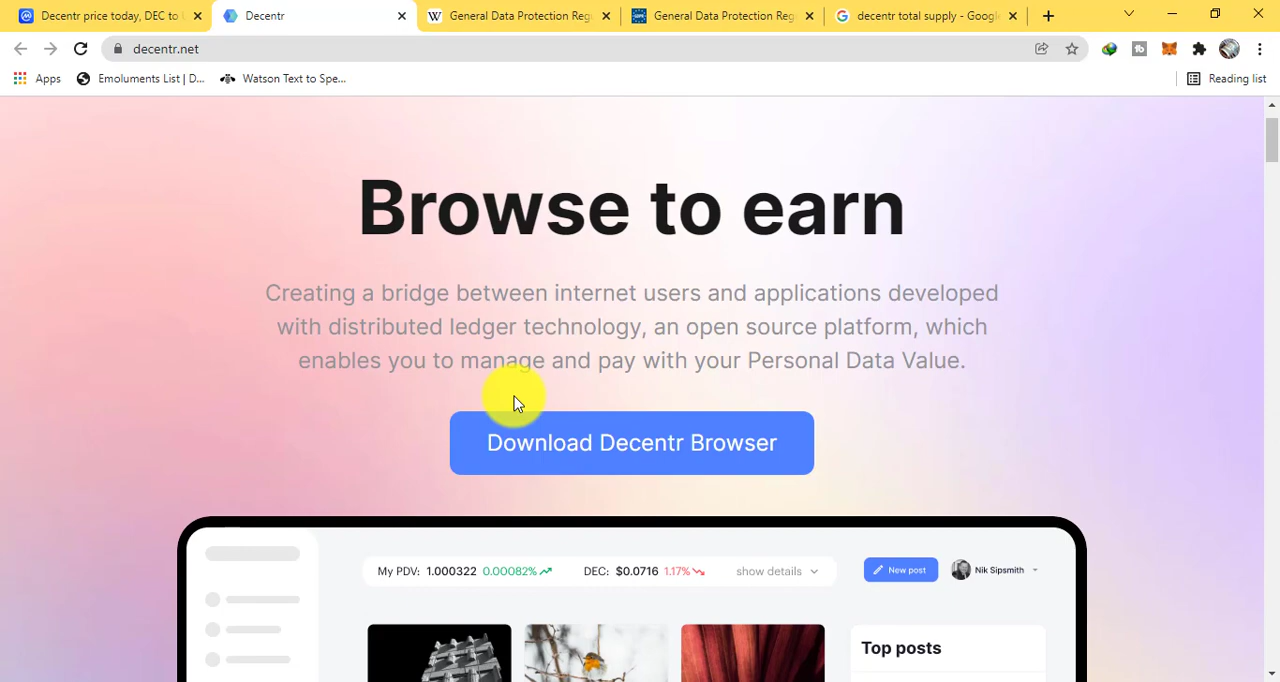 Decentr price today, DEC to U
Decentr
General Data Protection Regu
General Data Protection Reg
decentr total supply - Google
decentr.net
Apps
Emoluments List | D...
Watson Text to Spe...
Reading list
Browse to earn
Creating a bridge between internet users and applications developed
with distributed ledger technology, an open source platform, which
enables you to manage and pay with your Personal Data Value.
Download Decentr Browser
My PDV: 1.000322 0.00082% DEC: $0.0716 1.17% show details
New post
Nik Sipsmith
Top posts